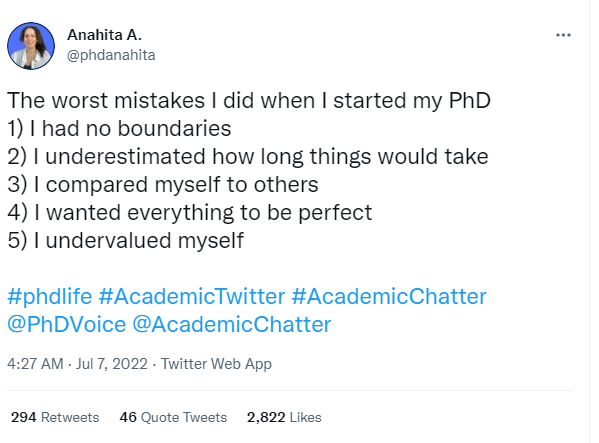 Anahita A.
@phdanahita
The worst mistakes I did when I started my PhD
1) I had no boundaries
2) I underestimated how long things would take
3) I compared myself to others
4) I wanted everything to be perfect
5) I undervalued myself
#phdlife #AcademicTwitter #AcademicChatter
@PhDVoice @AcademicChatter
4:27 AM · Jul 7, 2022 · Twitter Web App
294 Retweets 46 Quote Tweets 2,822 Likes